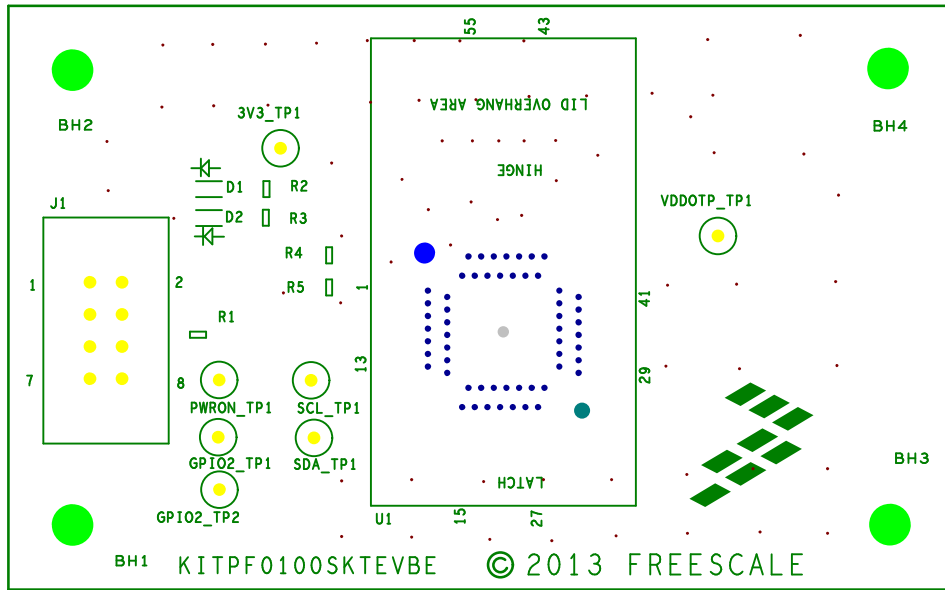 55
43
LID OVERHANG AREA
3V3_TP1
BH2
BH4
HINGE
D1
R2
J1
VDDOTP_TP1
D2
R3
R4
1
2
R5
1
41
R1
13
7
8
29
PWRON_TP1
SCL_TP1
GPIO2_TP1
SDA_TP1
BH3
LATCH
GPIO2_TP2
U1
15
27
BH1
KITPF0100SKTEVBE
© 2013 FREESCALE